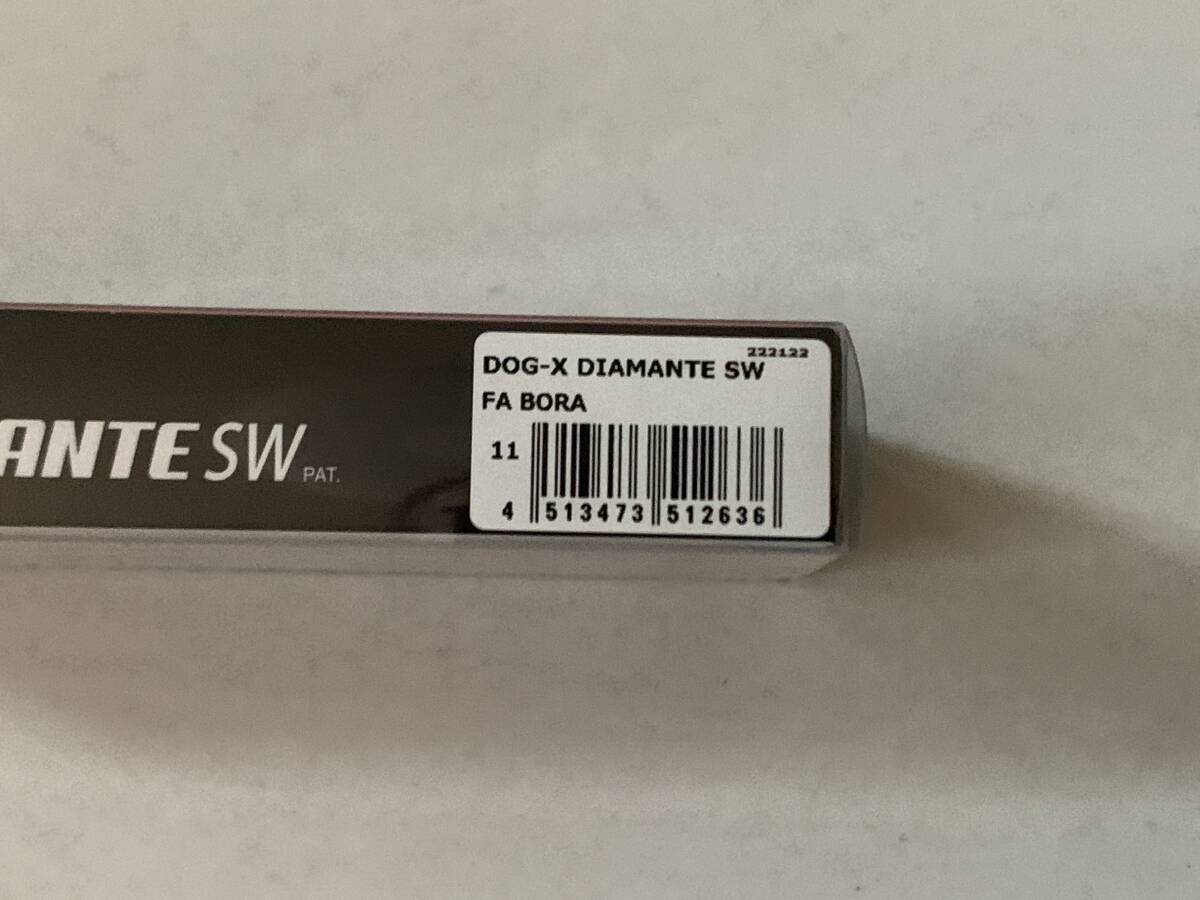 ANTE SW PAT.
222122
DOG-X DIAMANTE SW
FA BORA
11
4 513473 512636